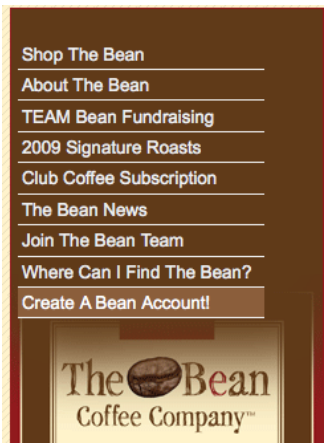 Shop The Bean
About The Bean
TEAM Bean Fundraising
2009 Signature Roasts
Club Coffee Subscription
The Bean News
Join The Bean Team
Where Can I Find The Bean?
Create A Bean Account!
The Bean
Coffee Company™